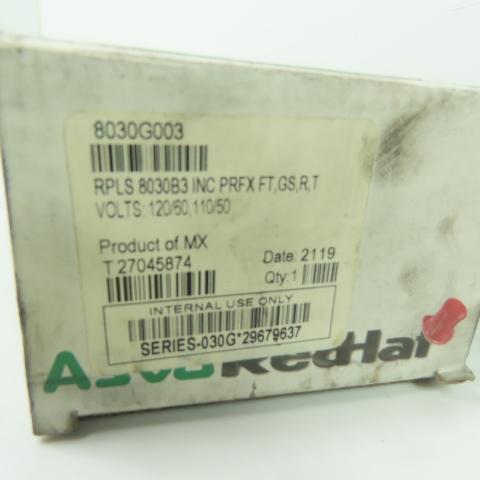 8030G003
RPLS 8030B3 INC PRFX FT,GS,R,T
VOLTS: 120/60,110/50
Product of MX
Date: 2119
T 27045874
Qty:1
INTERNAL USE ONLY
SERIES-030G*29679637
RedHat